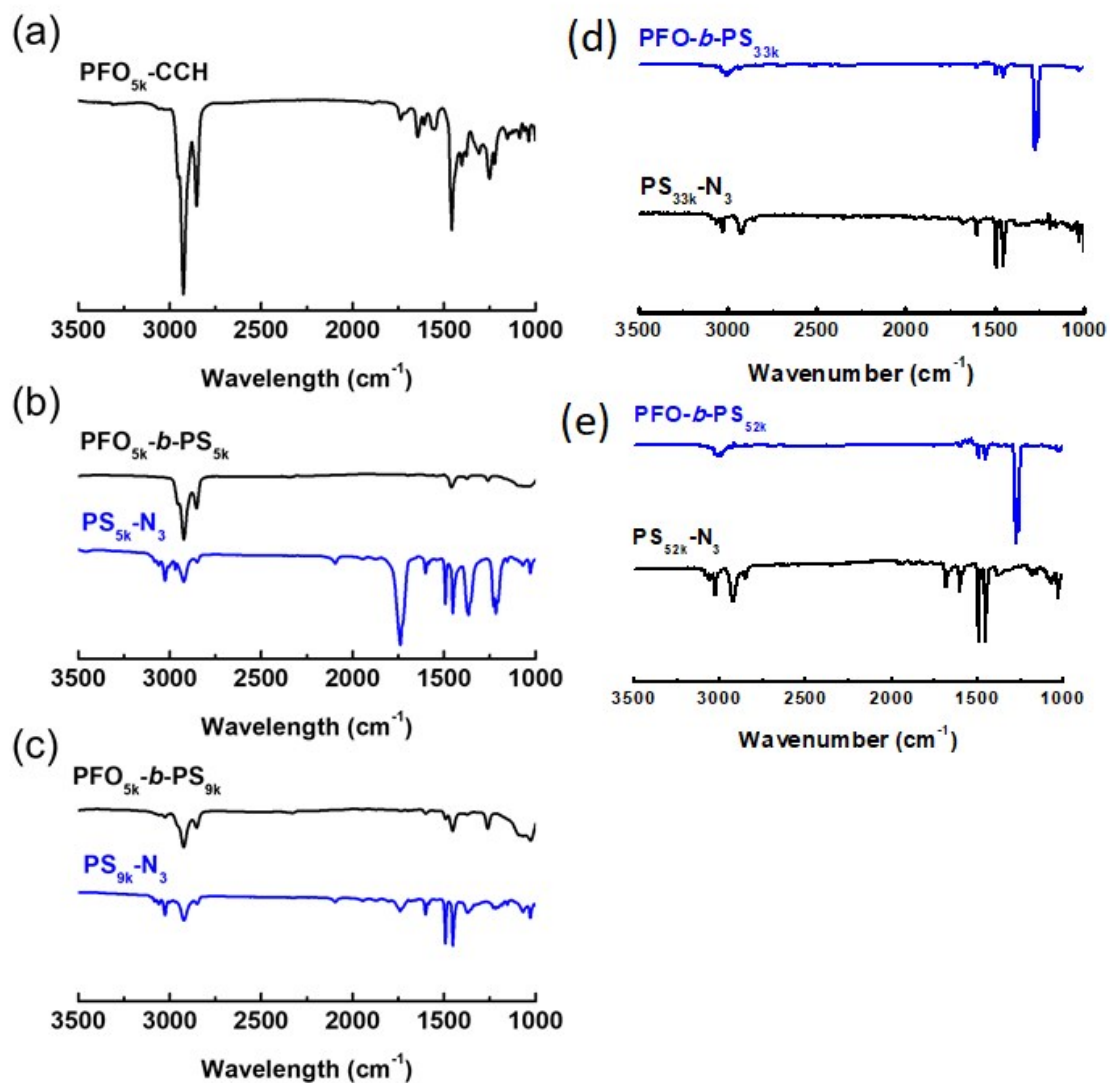 (a)
PFO5k-CCH
3500 3000 2500 2000 1500 1000
Wavelength (cm-1)
(b)
PFO5k-b-PS5k
PS5k-N3
3500 3000 2500 2000 1500 1000
Wavelength (cm-1)
(c)
PFO5k-b-PS9k
PS9k-N3
3500 3000 2500 2000 1500 1000
Wavelength (cm-1)
(d)
PFO-b-PS33k
PS33k-N3
3500 3000 2500 2000 1500 1000
Wavenumber (cm-1)
(e)
PFO-b-PS52k
PS52k-N3
3500 3000 2500 2000 1500 1000
Wavenumber (cm-1)